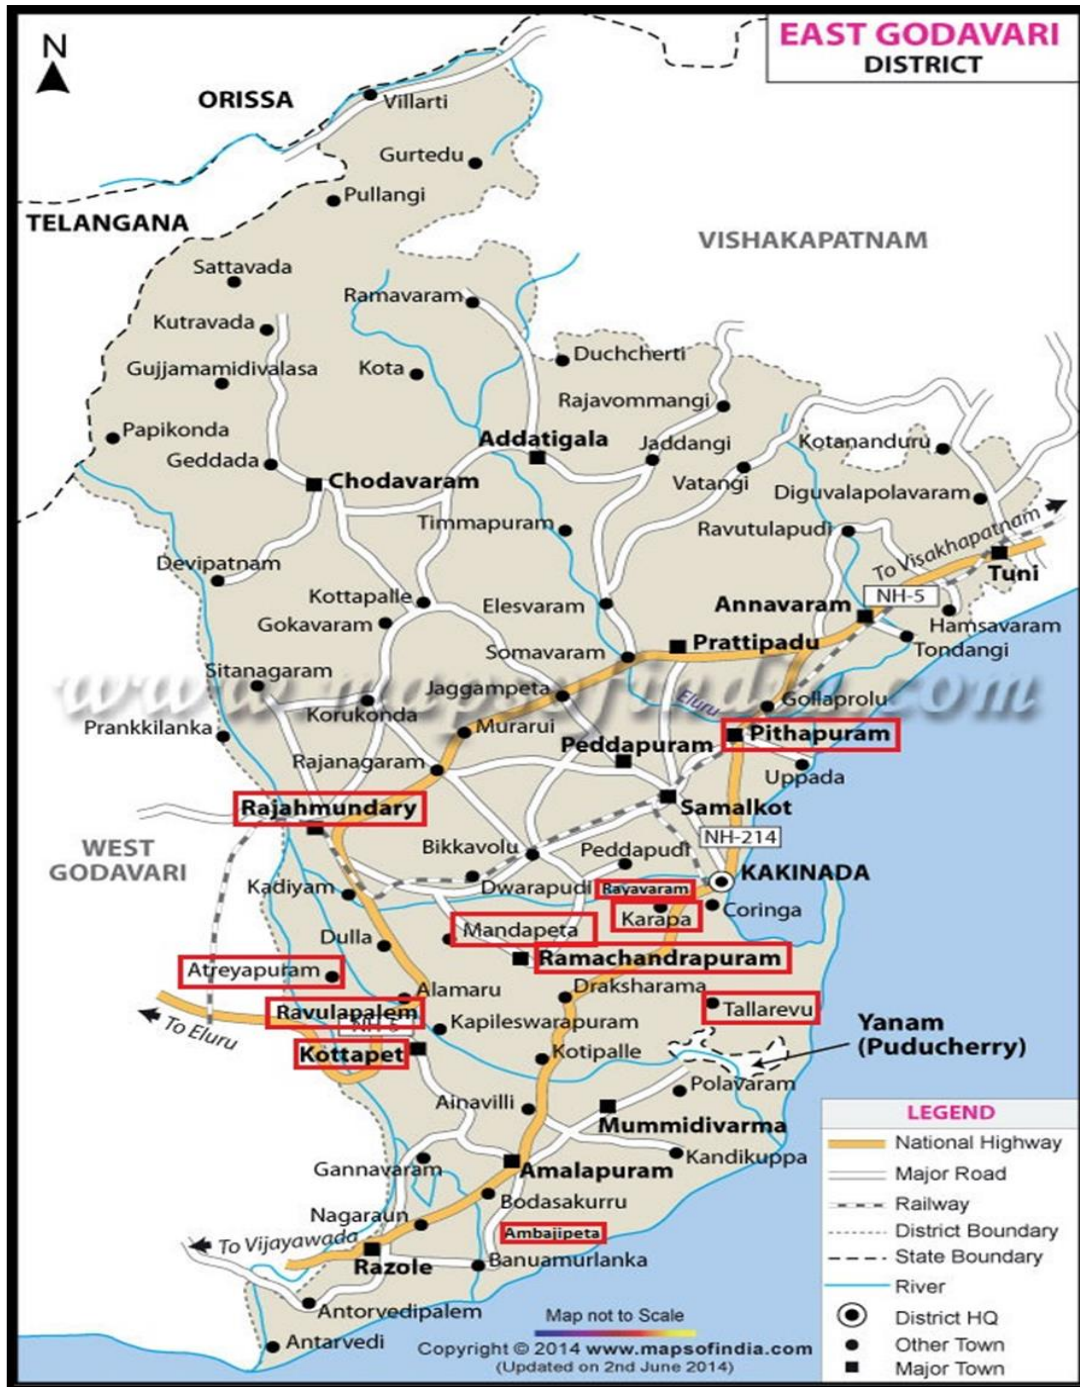 EAST GODAVARI
DISTRICT
N
ORISSA
Villarti
Gurtedu
Pullangi
TELANGANA
VISHAKAPATNAM
Sattavada
Ramavaram
Kutravada
Duchcherti
Gujjamamidivalasa
Kota
Rajavommangi
Papikonda
Addatigala
Jaddangi
Kotananduru
Geddada
Chodavaram
Vatangi
Diguvalapolavaram
Timmapuram
Ravutulapudi
To Visakhapatnam
Devipatnam
Tuni
Kottapalle
Elesvaram
Annavaram
NH-5
Gokavaram
Hamsavaram
Prattipadu
Tondangi
Somavaram
Sitanagaram
Jaggampeta
Eluru
Gollaprolu
www.mapsofindia.com
Korukonda
Prankkilanka
Murarui
Peddapuram
Pithapuram
Rajanagaram
Uppada
Rajahmundary
Samalkot
NH-214
WEST
GODAVARI
Bikkavolu
Peddapudi
KAKINADA
Kadiyam
Dwarapudi
Rayavaram
Karapa
Coringa
Dulla
Mandapeta
Ramachandrapuram
Atreyapuram
Alamaru
Draksharama
Tallarevu
Ravulapalem
NH-5
Kapileswarapuram
To Eluru
Yanam
(Puducherry)
Kottapet
Kotipalle
Polavaram
Ainavilli
Mummidivarma
LEGEND
National Highway
Gannavaram
Amalapuram
Kandikuppa
Major Road
Bodasakurru
Railway
Nagaraun
Ambajipeta
District Boundary
To Vijayawada
State Boundary
Razole
Banuamurlanka
River
Antorvedipalem
Map not to Scale
District HQ
Antarvedi
Copyright © 2014 www.mapsofindia.com
(Updated on 2nd June 2014)
Other Town
Major Town